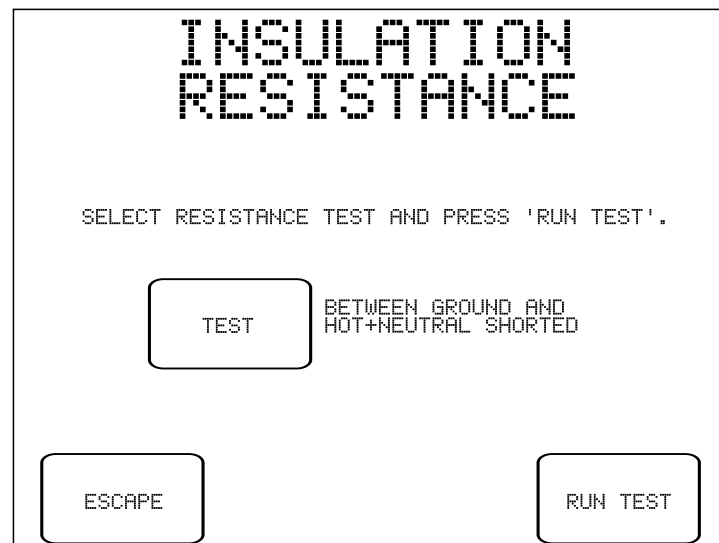 INSULATION
RESISTANCE
SELECT RESISTANCE TEST AND PRESS 'RUN TEST'.
TEST
BETWEEN GROUND AND
HOT+NEUTRAL SHORTED
ESCAPE
RUN TEST